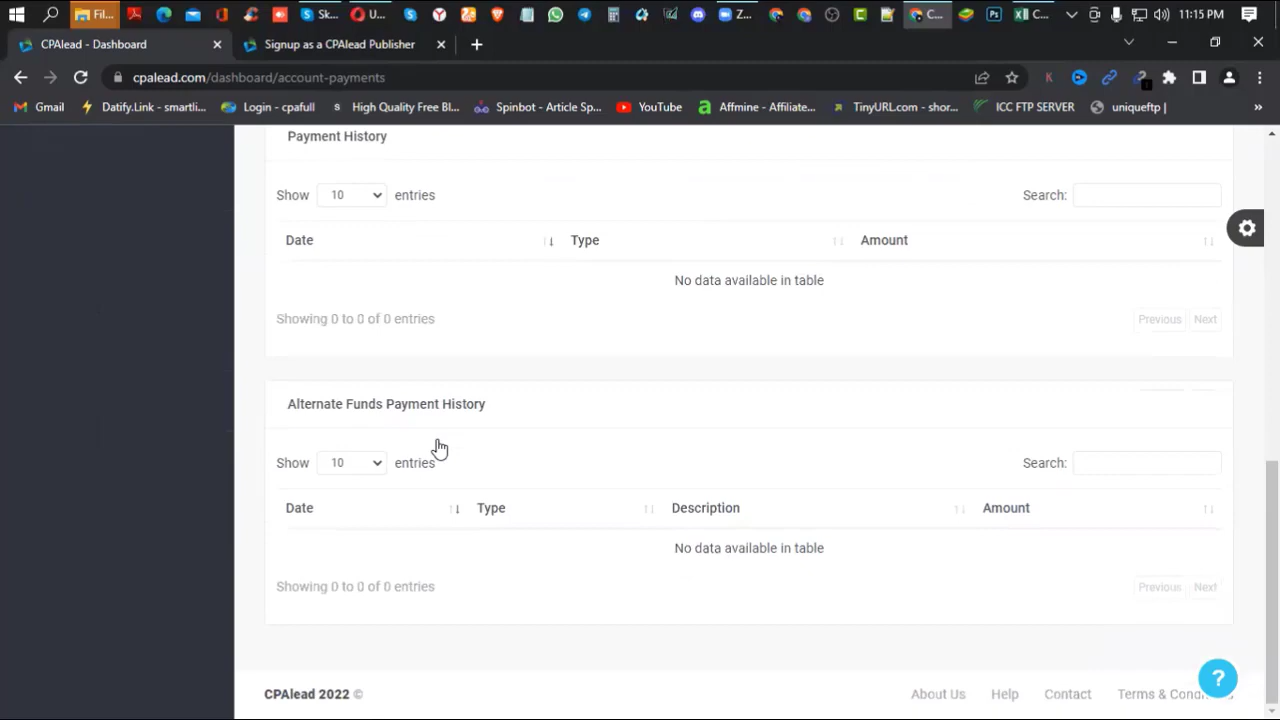 Fil...
Sk...
U...
Z...
C...
C...
11:15 PM
CPAlead - Dashboard
Signup as a CPAlead Publisher
cpalead.com/dashboard/account-payments
Gmail
Datify.Link - smartli...
Login - cpafull
High Quality Free Bl...
Spinbot - Article Sp...
YouTube
Affmine - Affiliate...
TinyURL.com - shor...
ICC FTP SERVER
uniqueftp |
Payment History
Show 10 entries
Search:
Date Type Amount
No data available in table
Showing 0 to 0 of 0 entries
Previous Next
Alternate Funds Payment History
Show 10 entries
Search:
Date Type Description Amount
No data available in table
Showing 0 to 0 of 0 entries
Previous Next
CPAlead 2022 ©
About Us Help Contact Terms &